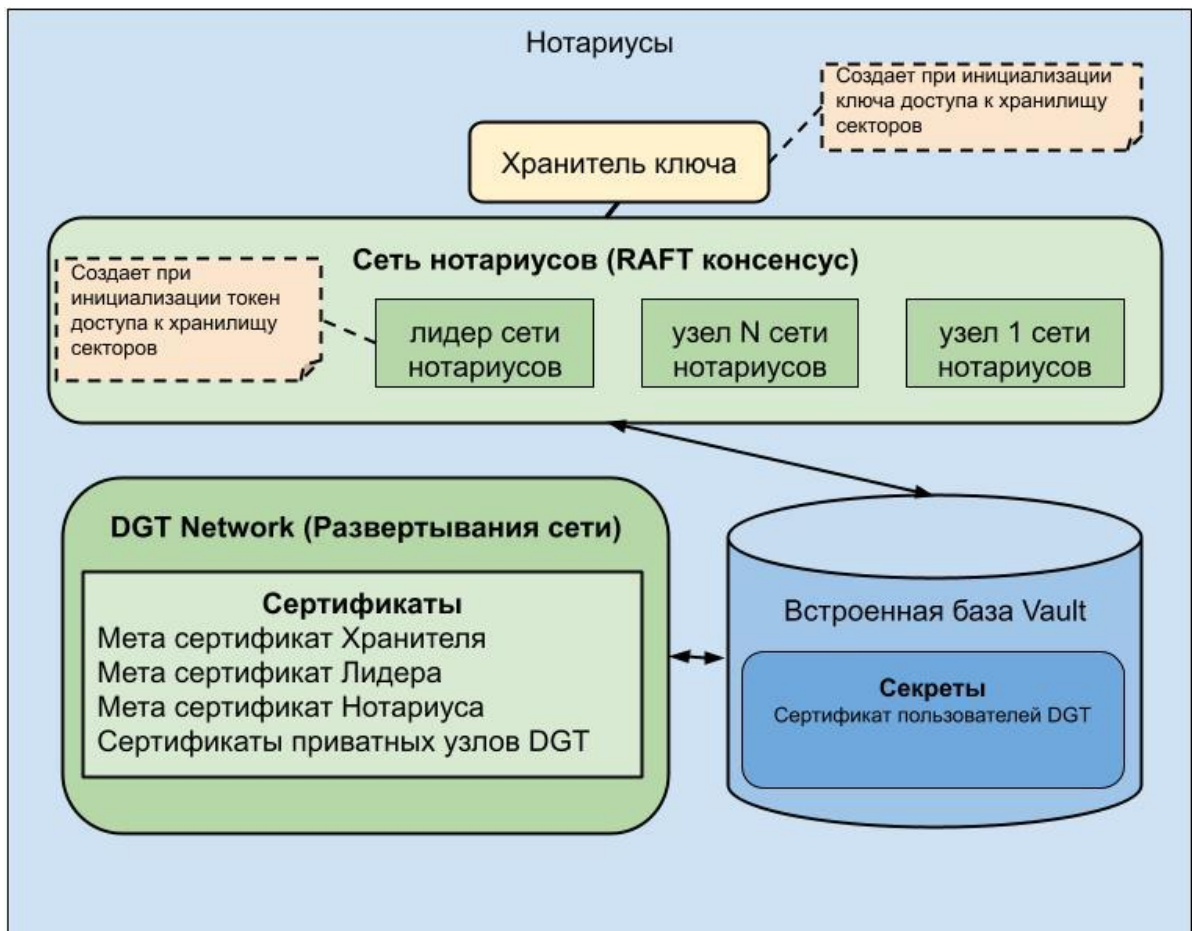 Нотариусы
Создает при инициализации
ключа доступа к хранилищу
секторов
Хранитель ключа
Сеть нотариусов (RAFT консенсус)
Создает при
инициализации токен
доступа к хранилищу
секторов
лидер сети
нотариусов
узел N сети
нотариусов
узел 1 сети
нотариусов
DGT Network (Развертывания сети)
Сертификаты
Мета сертификат Хранителя
Мета сертификат Лидера
Мета сертификат Нотариуса
Сертификаты приватных узлов DGT
Встроенная база Vault
Секреты
Сертификат пользователей DGT